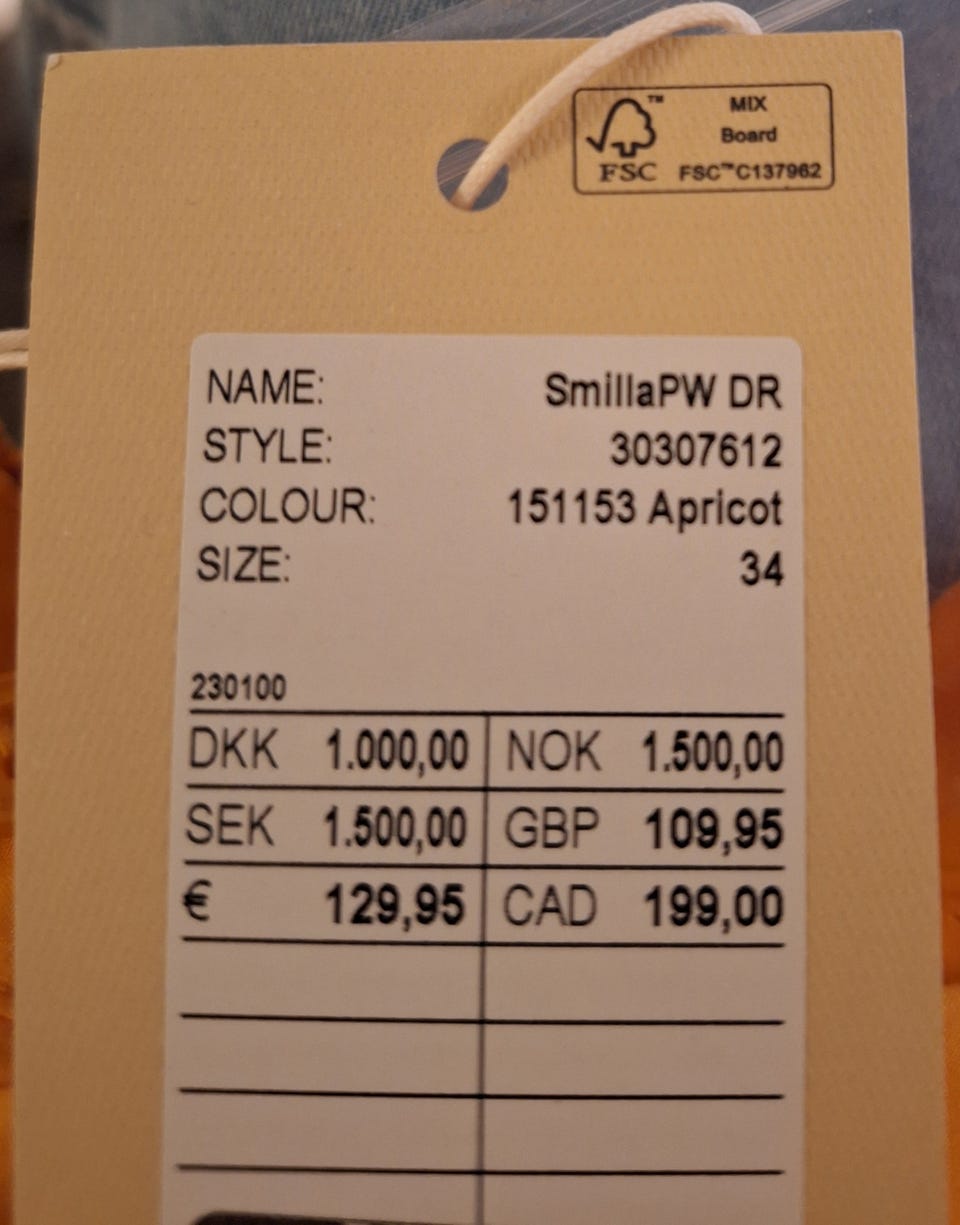 MIX
Board
FSC™ FSC™C137962
NAME: SmillaPW DR
STYLE: 30307612
COLOUR: 151153 Apricot
SIZE: 34
230100
DKK 1.000,00 NOK 1.500,00
SEK 1.500,00 GBP 109,95
€ 129,95 CAD 199,00